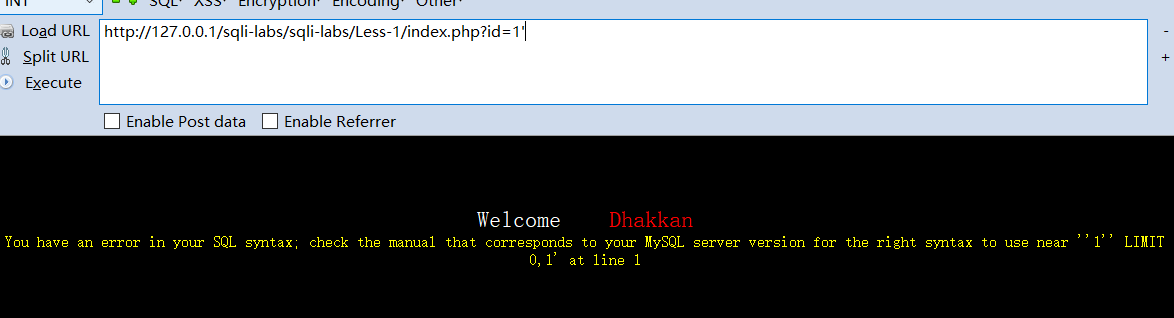 INT SQL XSS Encryption Encoding Other
Load URL http://127.0.0.1/sqli-labs/sqli-labs/Less-1/index.php?id=1' -
Split URL +
Execute
Enable Post data Enable Referrer
Welcome Dhakkan
You have an error in your SQL syntax; check the manual that corresponds to your MySQL server version for the right syntax to use near ''1'' LIMIT
0,1' at line 1